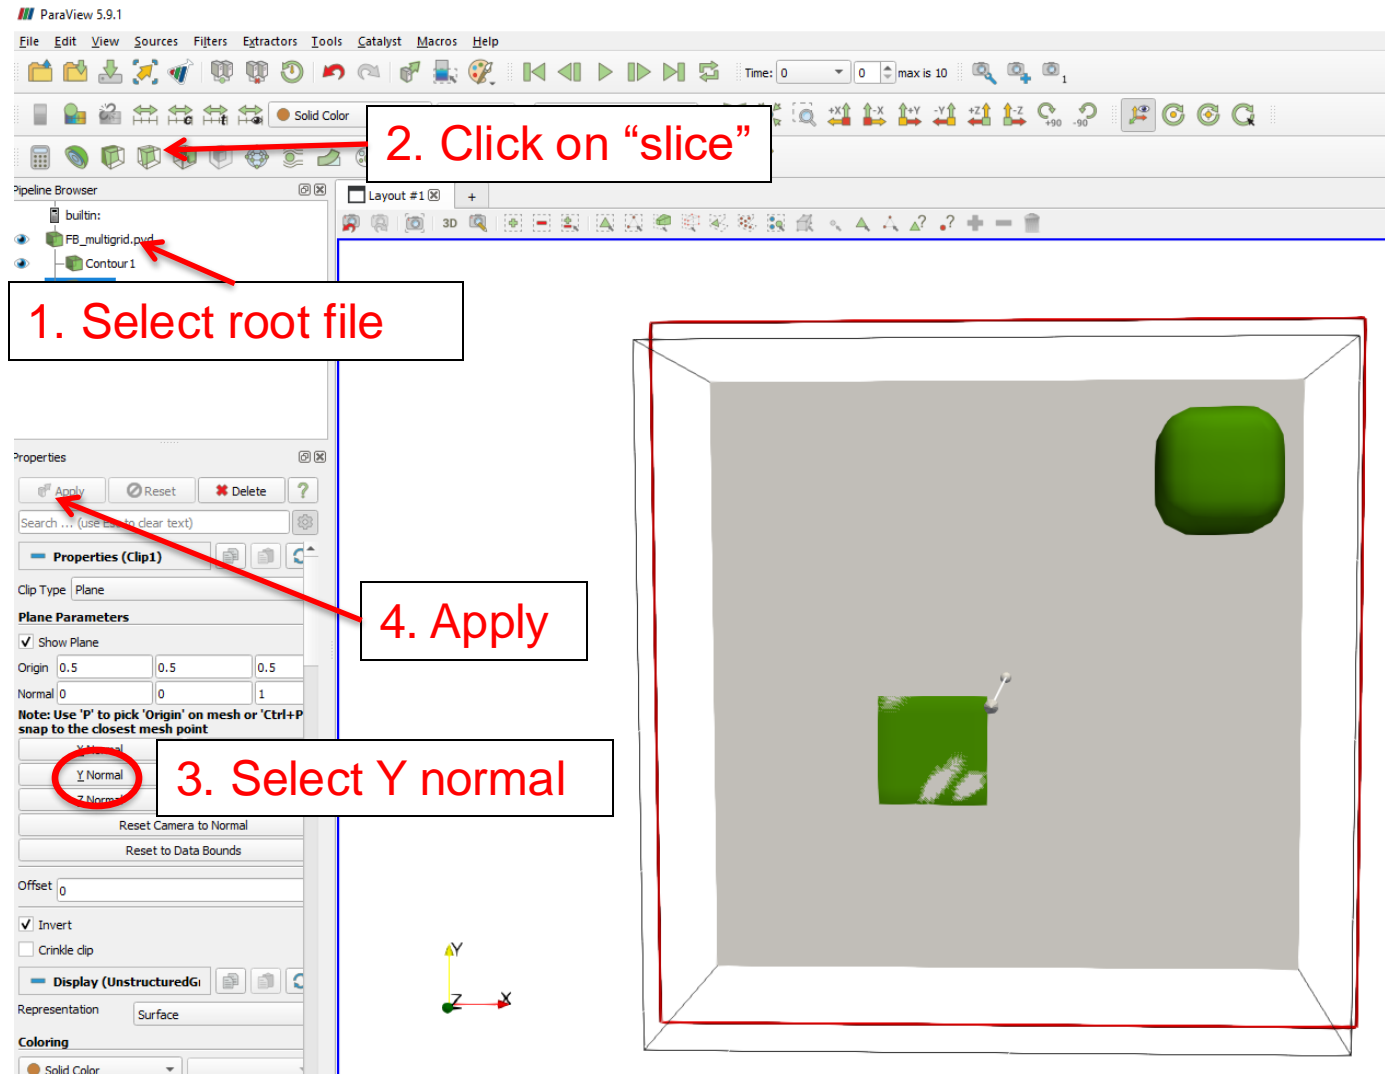 ParaView 5.9.1
File Edit View Sources Filters Extractors Tools Catalyst Macros Help
Time: 0 0 max is 10 1
Solid Color +X -X +Y -Y +Z -Z +90 -90
2. Click on “slice”
Pipeline Browser
Layout #1 +
builtin:
3D
FB_multigrid.pvd
Contour1
1. Select root file
Properties
Apply Reset Delete ?
Search ... (use Esc to clear text)
Properties (Clip1)
Clip Type Plane
4. Apply
Plane Parameters
Show Plane
Origin 0.5 0.5 0.5
Normal 0 0 1
Note: Use 'P' to pick 'Origin' on mesh or 'Ctrl+P
snap to the closest mesh point
X Normal
Y Normal
3. Select Y normal
Z Normal
Reset Camera to Normal
Reset to Data Bounds
Offset 0
Invert
Crinkle clip
Y
Z X
Display (UnstructuredGr
Representation Surface
Coloring
Solid Color